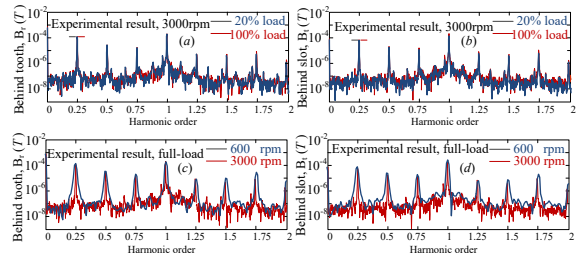 Experimental result, 3000rpm
20% load
100% load
(a)
Behind tooth, Br (T)
10-2
10-4
10-6
10-8
0 0.25 0.5 0.75 1 1.25 1.5 1.75 2
Harmonic order
Experimental result, 3000rpm
20% load
100% load
(b)
Behind slot, Bt (T)
10-2
10-4
10-6
10-8
0 0.25 0.5 0.75 1 1.25 1.5 1.75 2
Harmonic order
Experimental result, full-load
600 rpm
3000 rpm
(c)
Behind tooth, Br (T)
10-2
10-4
10-6
10-8
0 0.25 0.5 0.75 1 1.25 1.5 1.75 2
Harmonic order
Experimental result, full-load
600 rpm
3000 rpm
(d)
Behind slot, Bt (T)
10-2
10-4
10-6
10-8
0 0.25 0.5 0.75 1 1.25 1.5 1.75 2
Harmonic order